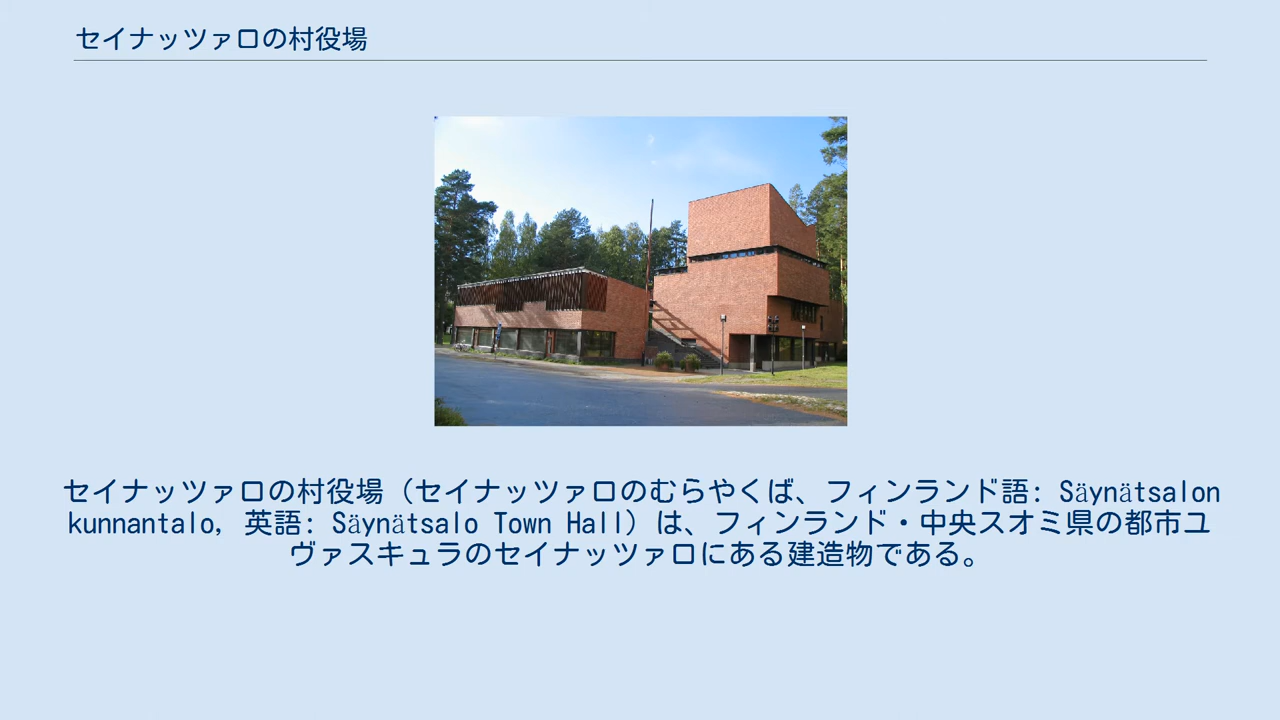 セイナッツァロの村役場
セイナッツァロの村役場（セイナッツァロのむらやくば、フィンランド語: Säynätsalon
kunnantalo, 英語: Säynätsalo Town Hall）は、フィンランド・中央スオミ県の都市ユ
ヴァスキュラのセイナッツァロにある建造物である。